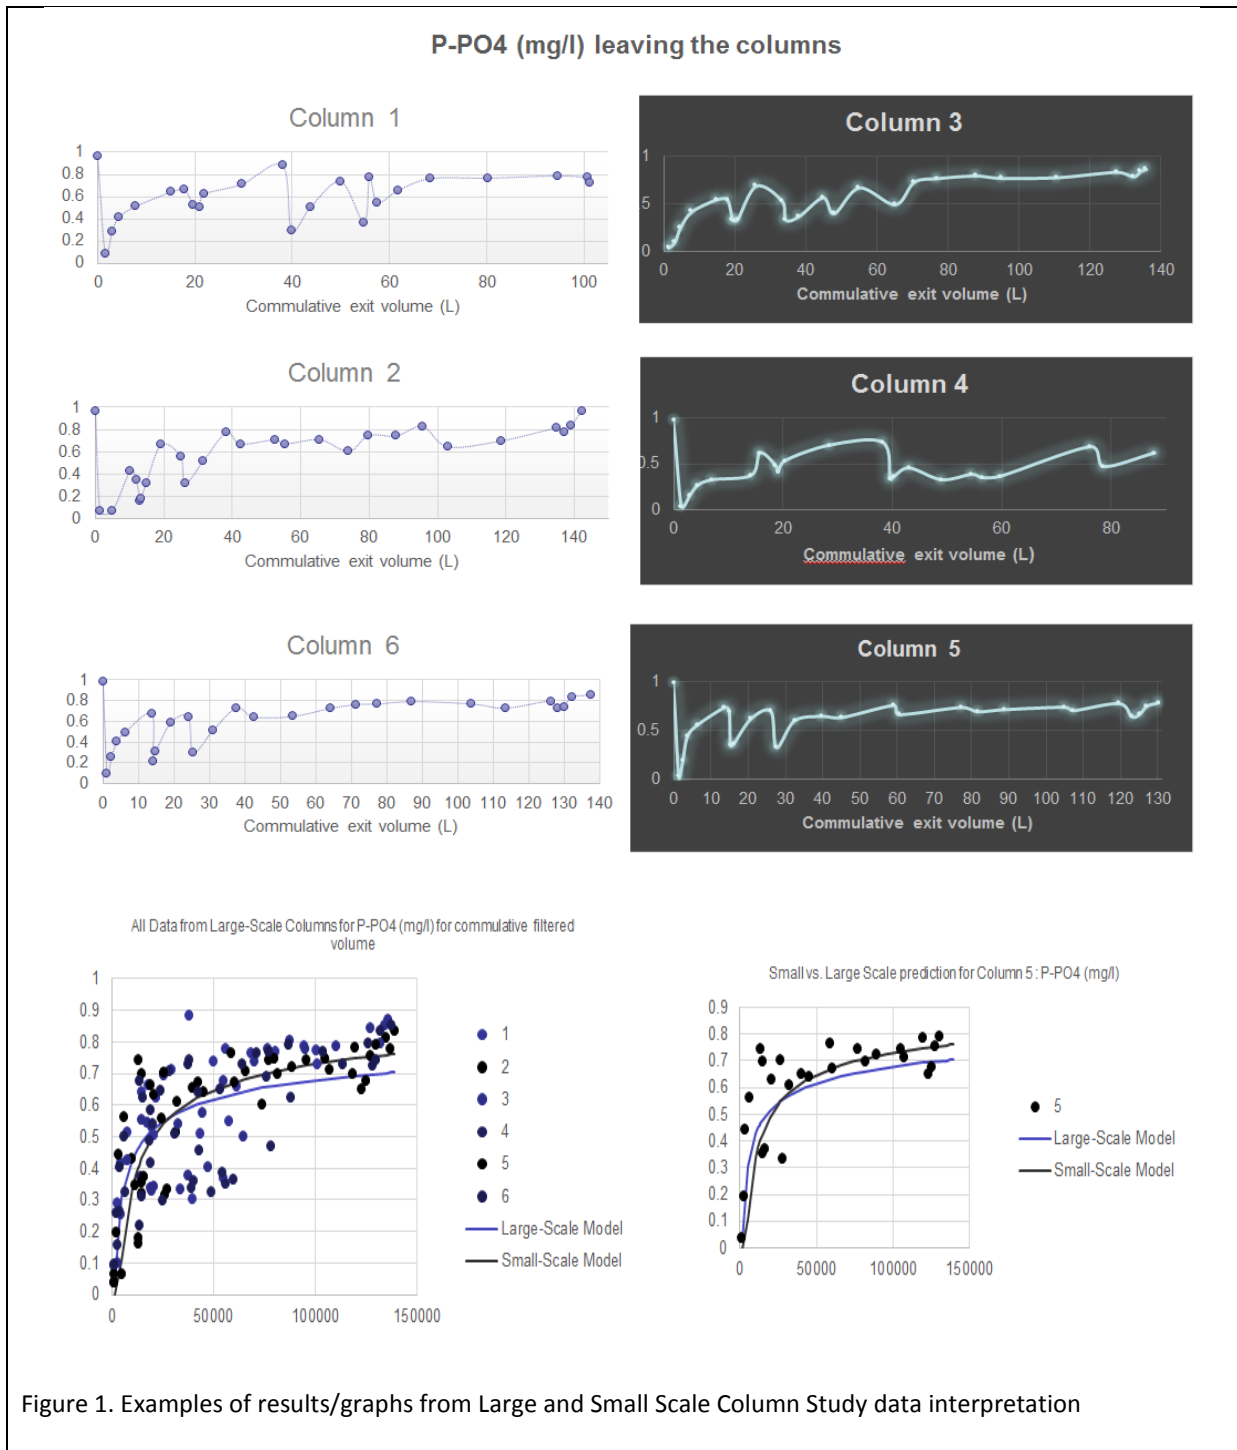 P-PO4 (mg/l) leaving the columns
Column 1
1
0.8
0.6
0.4
0.2
0
0 20 40 60 80 100
Commulative exit volume (L)
Column 3
1
5
0
0 20 40 60 80 100 120 140
Commulative exit volume (L)
Column 2
1
0.8
0.6
0.4
0.2
0
0 20 40 60 80 100 120 140
Commulative exit volume (L)
Column 4
1
0.5
0
0 20 40 60 80
Commulative exit volume (L)
Column 6
1
0.8
0.6
0.4
0.2
0
0 10 20 30 40 50 60 70 80 90 100 110 120 130 140
Commulative exit volume (L)
Column 5
1
0.5
0
0 10 20 30 40 50 60 70 80 90 100 110 120 130
Commulative exit volume (L)
All Data from Large-Scale Columns for P-PO4 (mg/l) for commulative filtered
volume
1
0.9
0.8
0.7
0.6
0.5
0.4
0.3
0.2
0.1
0
0 50000 100000 150000
1
2
3
4
5
6
Large-Scale Model
Small-Scale Model
Small vs. Large Scale prediction for Column 5 : P-PO4 (mg/l)
0.9
0.8
0.7
0.6
0.5
0.4
0.3
0.2
0.1
0
0 50000 100000 150000
5
Large-Scale Model
Small-Scale Model
Figure 1. Examples of results/graphs from Large and Small Scale Column Study data interpretation